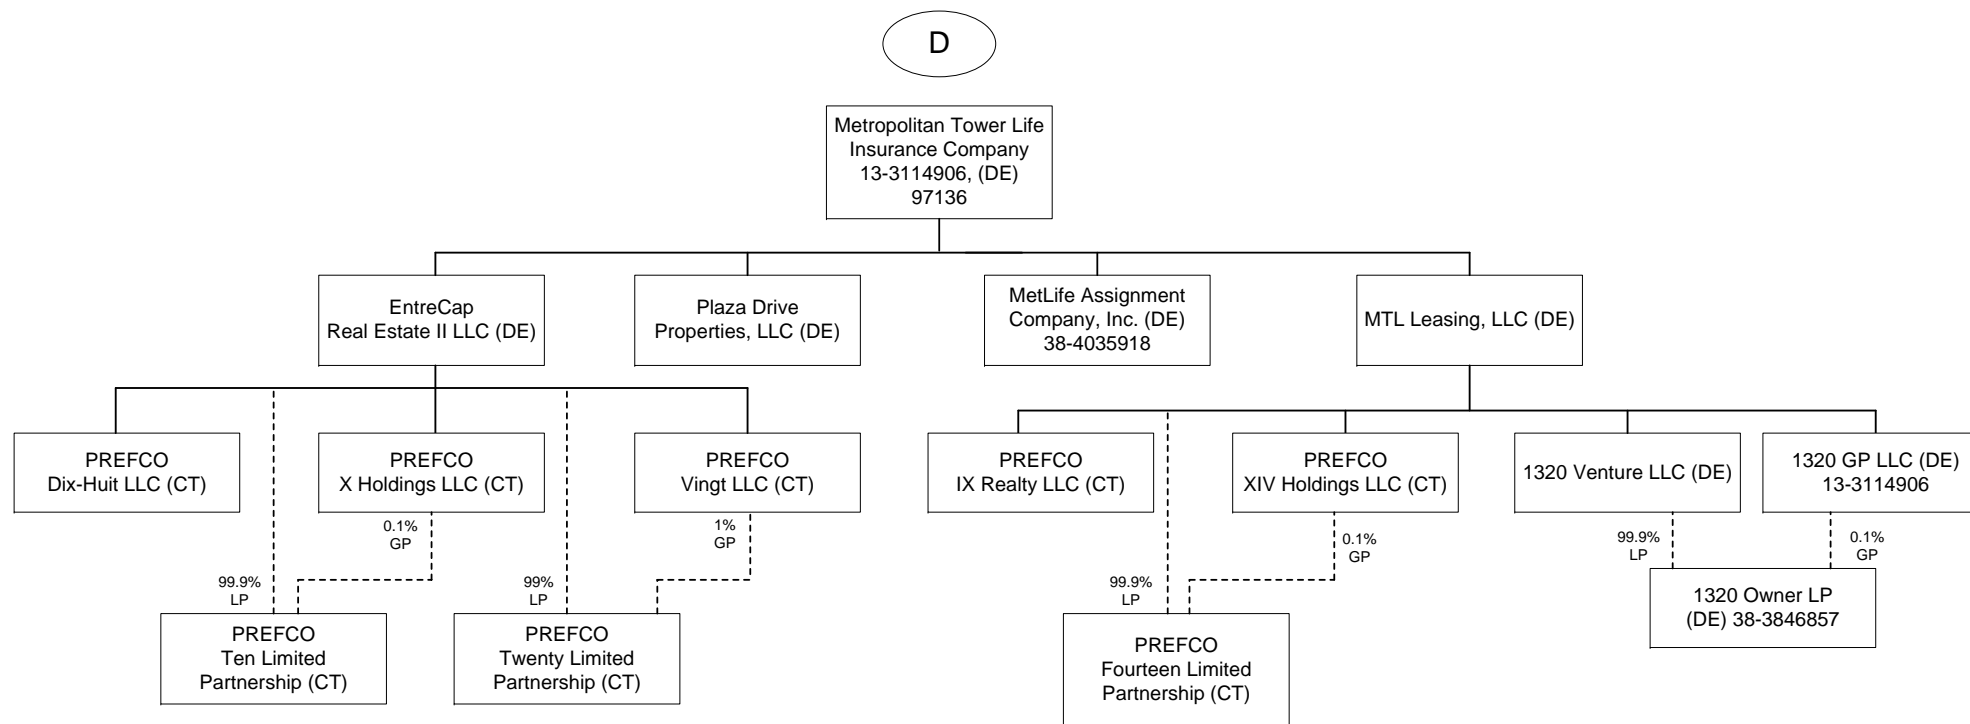 D
Metropolitan Tower Life
Insurance Company
13-3114906, (DE)
97136
EntreCap
Real Estate II LLC (DE)
Plaza Drive
Properties, LLC (DE)
MetLife Assignment
Company, Inc. (DE)
38-4035918
MTL Leasing, LLC (DE)
PREFCO
Dix-Huit LLC (CT)
PREFCO
X Holdings LLC (CT)
PREFCO
Vingt LLC (CT)
PREFCO
IX Realty LLC (CT)
PREFCO
XIV Holdings LLC (CT)
1320 Venture LLC (DE)
1320 GP LLC (DE)
13-3114906
0.1%
GP
1%
GP
0.1%
GP
99.9%
LP
0.1%
GP
99.9%
LP
99%
LP
99.9%
LP
PREFCO
Ten Limited
Partnership (CT)
PREFCO
Twenty Limited
Partnership (CT)
PREFCO
Fourteen Limited
Partnership (CT)
1320 Owner LP
(DE) 38-3846857